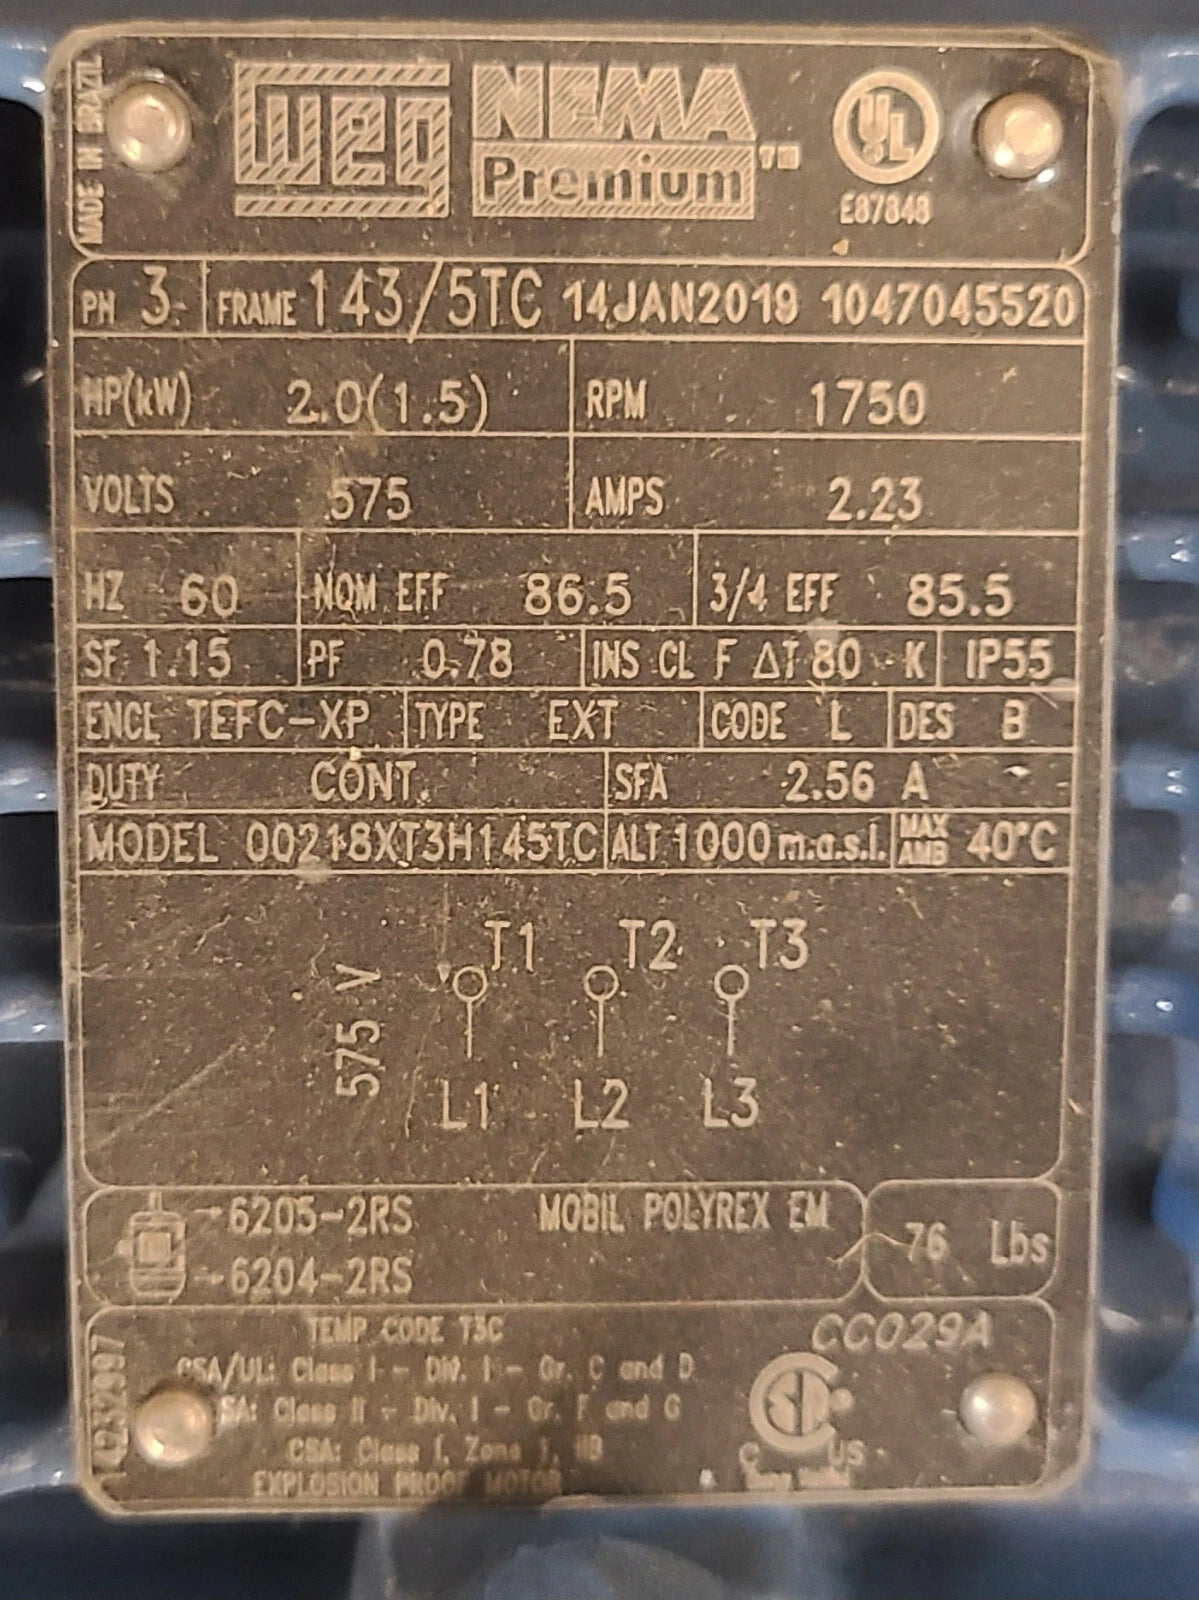 MADE IN BRAZIL
weg NEMA Premium™ UL
E87848
PH 3 FRAME 143/5TC 14JAN2019 1047045520
HP(kW) 2.0(1.5) RPM 1750
VOLTS 575 AMPS 2.23
HZ 60 NOM EFF 86.5 3/4 EFF 85.5
SF 1.15 PF 0.78 INS CL F ΔT 80 K IP55
ENCL TEFC-XP TYPE EXT CODE L DES B
DUTY CONT. SFA 2.56 A
MODEL 00218XT3H145TC ALT 1000 m.a.s.l. MAX AMB 40°C
575 V
T1 T2 T3
L1 L2 L3
6205-2RS MOBIL POLYREX EM
6204-2RS
76 Lbs
TEMP CODE T3C CC029A
CSA/UL: Class I - Div. I - Gr. C and D
Class II - Div. I - Gr. F and G
CSA: Class I, Zone 1, IIB
EXPLOSION PROOF MOTOR
C US
14232997